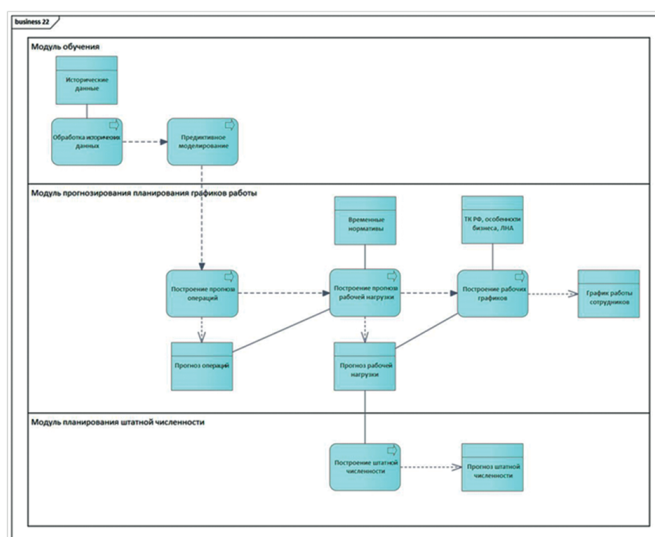 business 22
Модуль обучения
Исторические
данные
Обработка историческ
данных
Предиктивное
моделирование
Модуль прогнозирования планирования графиков работы
Временные
нормативы
ТК РФ, особенности
бизнеса, ЛНА
Построение прогноза
операций
Построение прогноза
рабочей нагрузки
Построение рабочих
графиков
График работы
сотрудников
Прогноз операций
Прогноз рабочей
нагрузки
Модуль планирования штатной численности
Построение штатной
численности
Прогноз штатной
численности